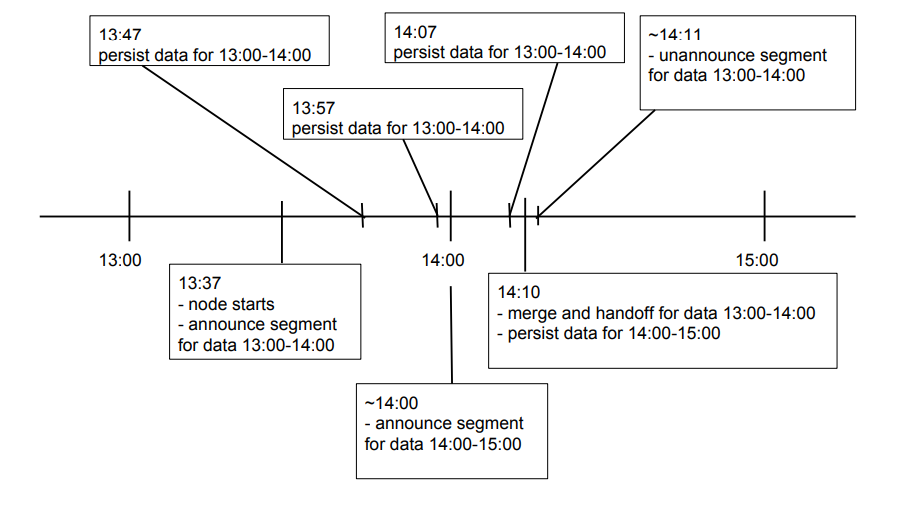 13:47
persist data for 13:00-14:00
14:07
persist data for 13:00-14:00
~14:11
- unannounce segment
for data 13:00-14:00
13:57
persist data for 13:00-14:00
13:00
14:00
15:00
13:37
- node starts
- announce segment
for data 13:00-14:00
14:10
- merge and handoff for data 13:00-14:00
- persist data for 14:00-15:00
~14:00
- announce segment
for data 14:00-15:00